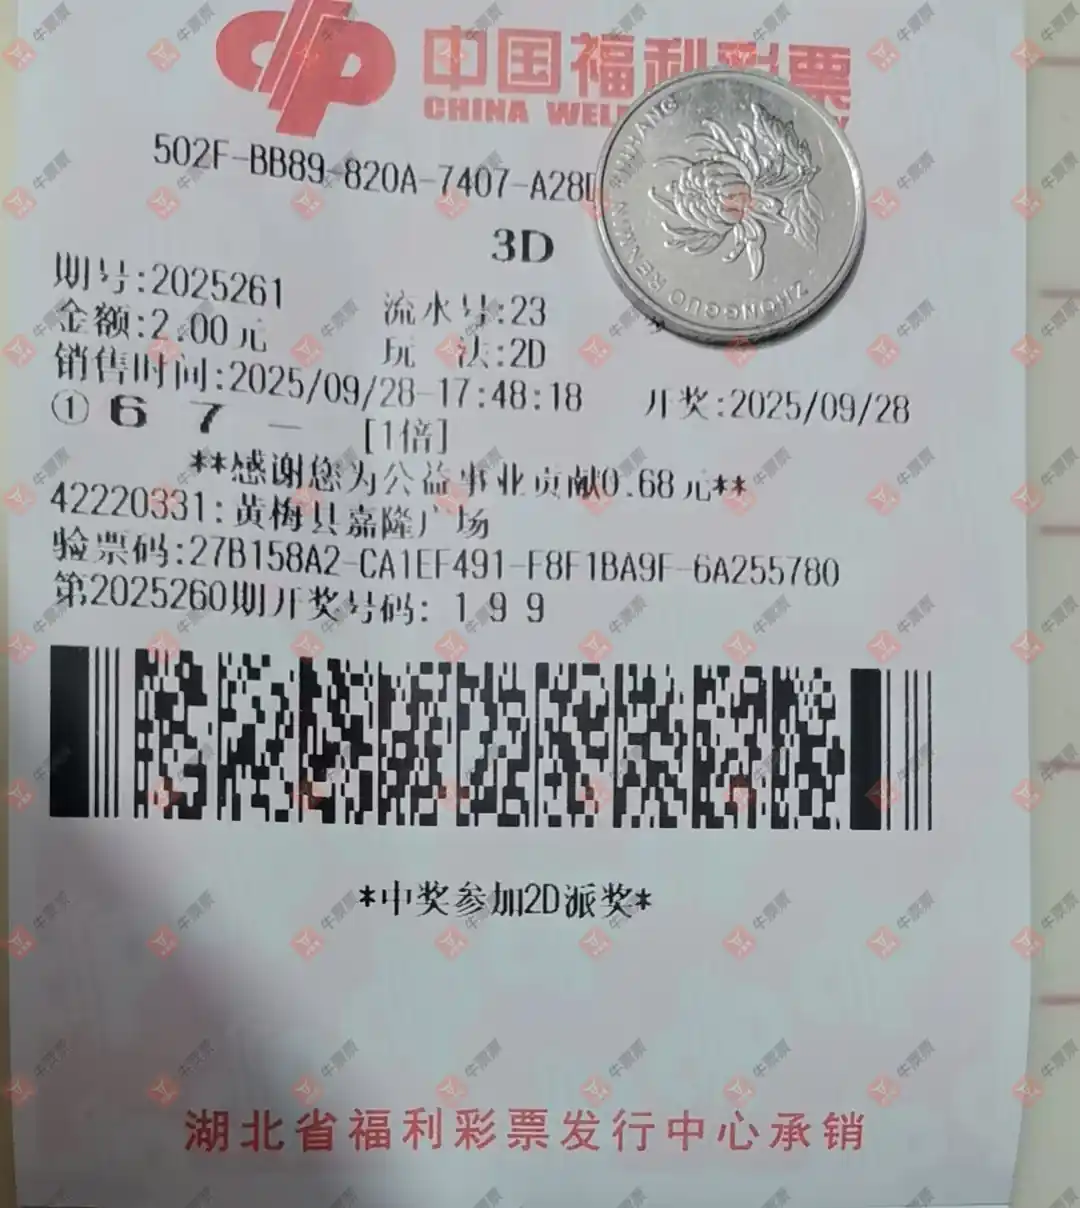 中国福利彩票
CHINA WEL
502F-BB89-820A-7407-A28
3D
期号:2025261
流水号:23
金额:2.00元
玩 法:2D
销售时间:2025/09/28-17:48:18 开奖:2025/09/28
① 6 7 — [1倍]
**感谢您为公益事业贡献0.68元**
42220331:黄梅县嘉隆广场
验票码:27B158A2-CA1EF491-F8F1BA9F-6A255780
第2025260期开奖号码: 1 9 9
*中奖参加2D派奖*
湖北省福利彩票发行中心承销
ZHONGGUO RENMIN YINHANG
牛票票